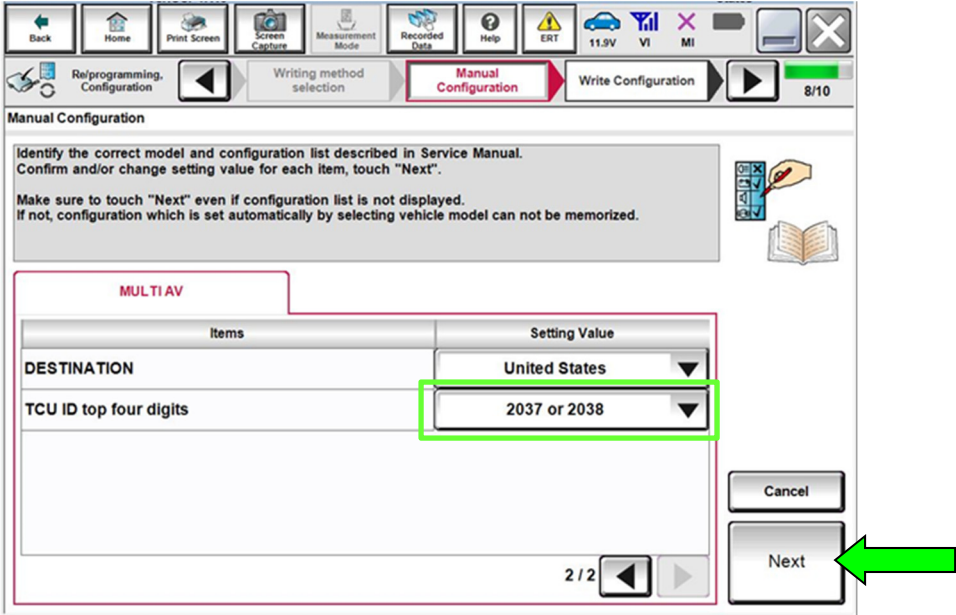 Back
Home
Print Screen
Screen
Capture
Measurement
Mode
Recorded
Data
Help
ERT
11.9V
VI
MI
Re/programming,
Configuration
Writing method
selection
Manual
Configuration
Write Configuration
8/10
Manual Configuration
Identify the correct model and configuration list described in Service Manual.
Confirm and/or change setting value for each item, touch "Next".
Make sure to touch "Next" even if configuration list is not displayed.
If not, configuration which is set automatically by selecting vehicle model can not be memorized.
MULTI AV
Items
Setting Value
DESTINATION
United States
TCU ID top four digits
2037 or 2038
Cancel
Next
2/2